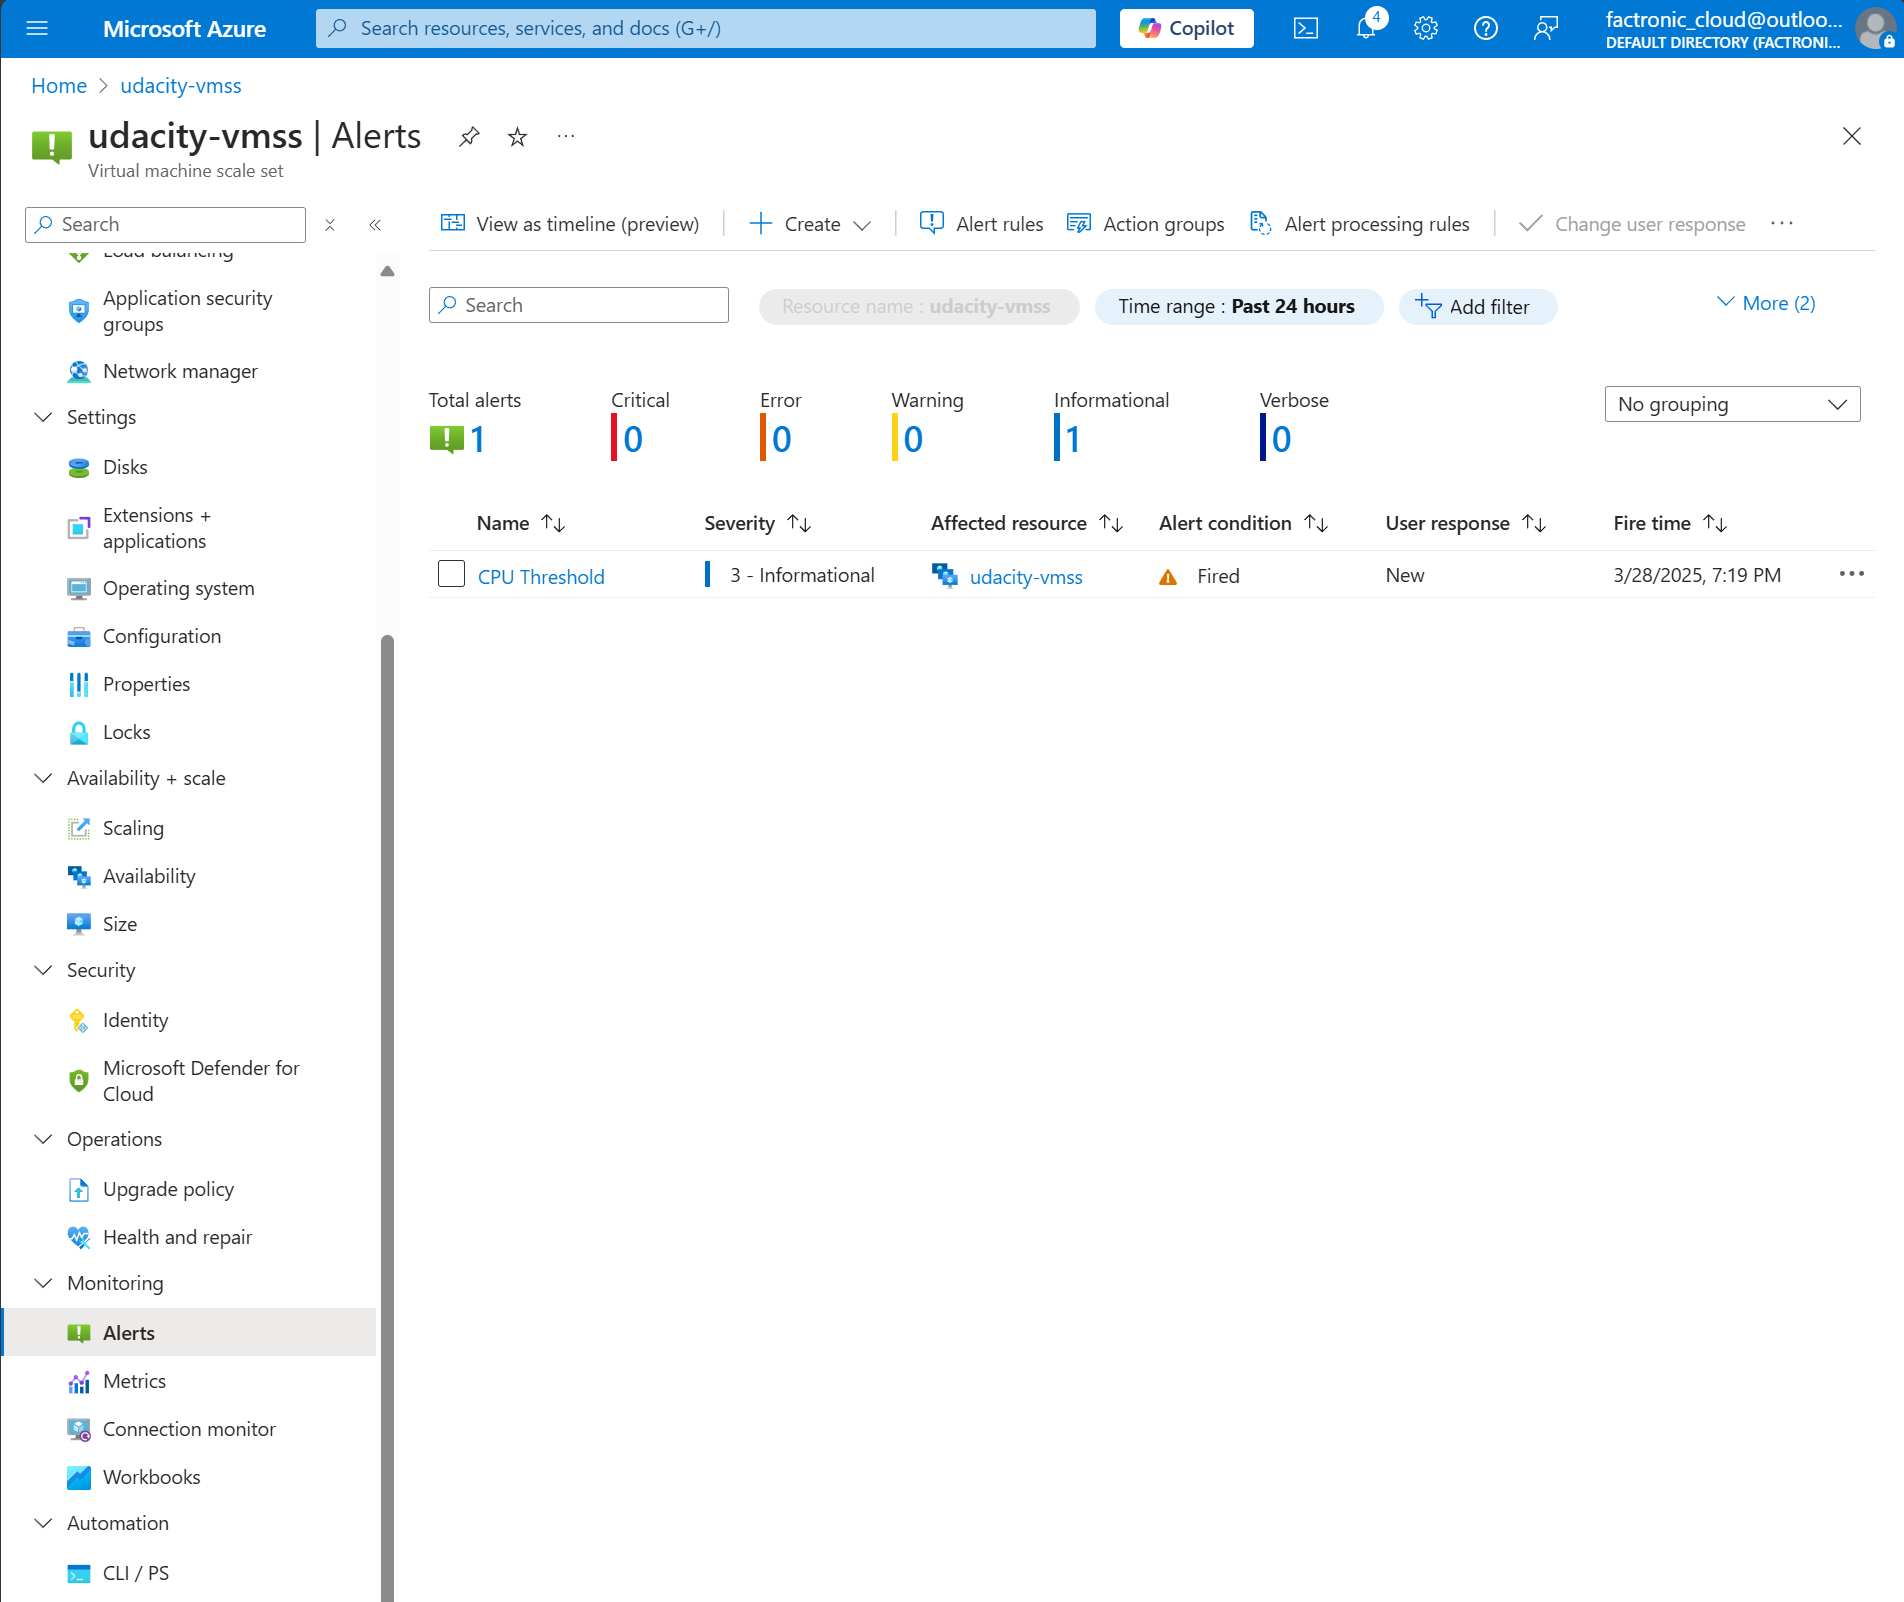 Microsoft Azure
Search resources, services, and docs (G+/)
Copilot
4
factronic_cloud@outloo...
DEFAULT DIRECTORY (FACTRONI...
Home > udacity-vmss
udacity-vmss | Alerts
Virtual machine scale set
Search
View as timeline (preview)
Create
Alert rules
Action groups
Alert processing rules
Change user response
Load balancing
Application security
groups
Network manager
Settings
Disks
Extensions +
applications
Operating system
Configuration
Properties
Locks
Availability + scale
Scaling
Availability
Size
Security
Identity
Microsoft Defender for
Cloud
Operations
Upgrade policy
Health and repair
Monitoring
Alerts
Metrics
Connection monitor
Workbooks
Automation
CLI / PS
Search
Resource name : udacity-vmss
Time range : Past 24 hours
Add filter
More (2)
Total alerts
1
Critical
0
Error
0
Warning
0
Informational
1
Verbose
0
No grouping
Name Severity Affected resource Alert condition User response Fire time
CPU Threshold 3 - Informational udacity-vmss Fired New 3/28/2025, 7:19 PM